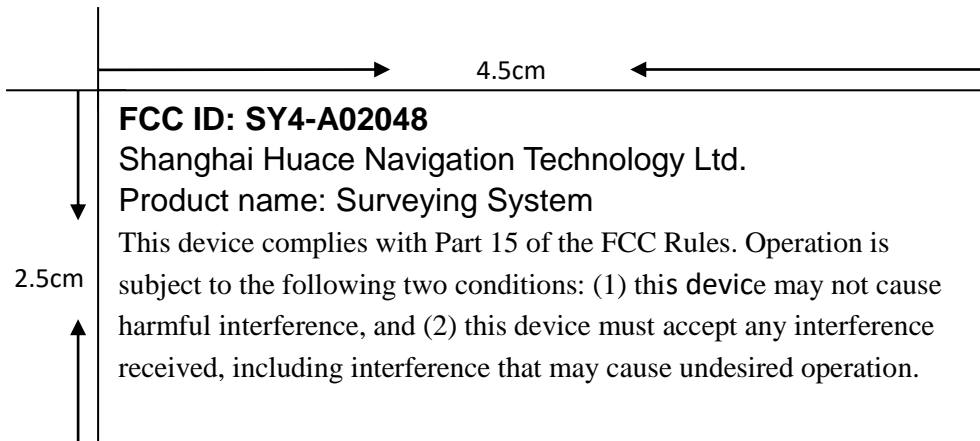 4.5cm
FCC ID: SY4-A02048
Shanghai Huace Navigation Technology Ltd.
Product name: Surveying System
This device complies with Part 15 of the FCC Rules. Operation is
2.5cm
subject to the following two conditions: (1) this device may not cause
harmful interference, and (2) this device must accept any interference
received, including interference that may cause undesired operation.